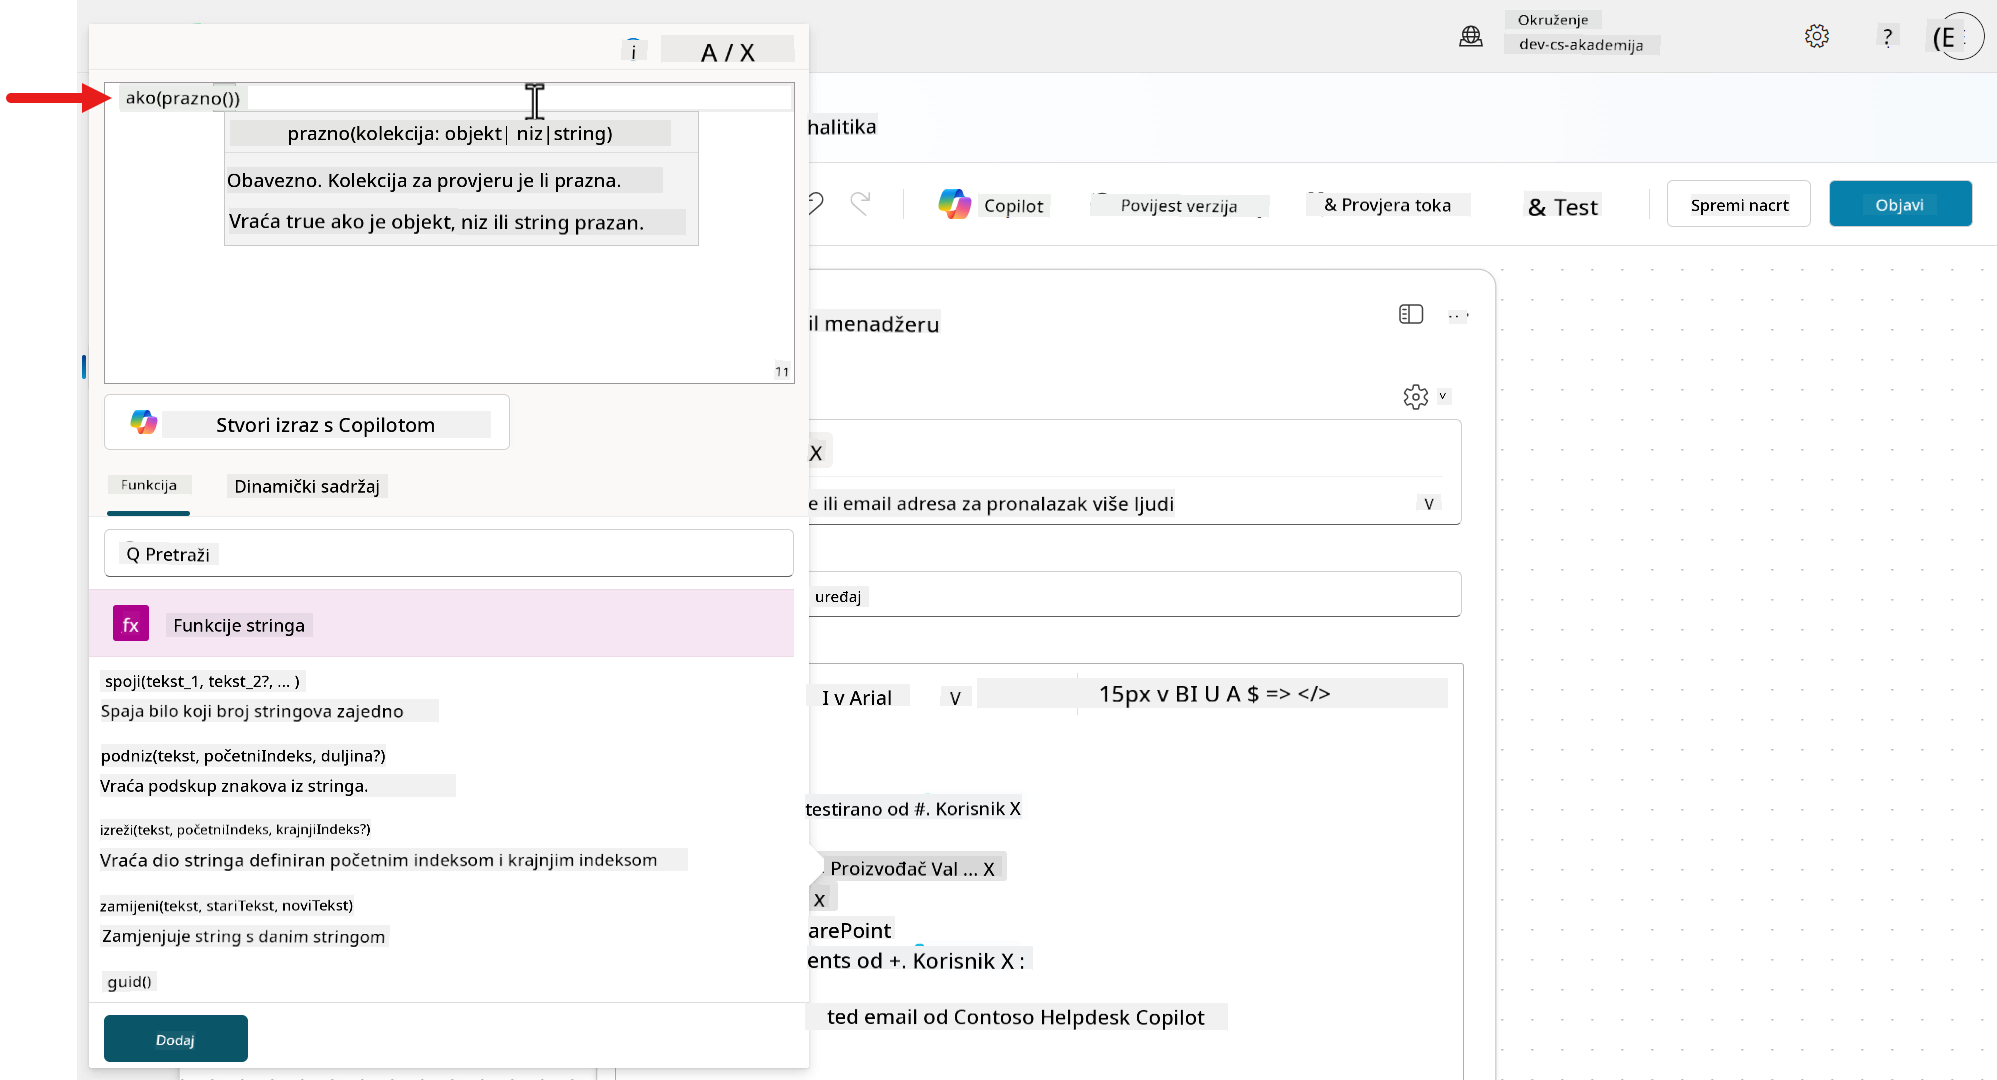 i
A / X
Okruženje
dev-cs-akademija
?
(E
ako(prazno())
prazno(kolekcija: objekt| niz|string)
Obavezno. Kolekcija za provjeru je li prazna.
Vraća true ako je objekt, niz ili string prazan.
11
halitika
Copilot
Povijest verzija
& Provjera toka
& Test
Spremi nacrt
Objavi
Stvori izraz s Copilotom
Funkcija
Dinamički sadržaj
Q Pretraži
fx
Funkcije stringa
spoji(tekst_1, tekst_2?, ... )
Spaja bilo koji broj stringova zajedno
podniz(tekst, početniIndeks, duljina?)
Vraća podskup znakova iz stringa.
izreži(tekst, početniIndeks, krajnjiIndeks?)
Vraća dio stringa definiran početnim indeksom i krajnjim indeksom
zamijeni(tekst, stariTekst, noviTekst)
Zamjenjuje string s danim stringom
guid()
Dodaj
il menadžeru
v
X
e ili email adresa za pronalazak više ljudi
V
uređaj
I v Arial
V
15px v BI U A $ => </>
testirano od #. Korisnik X
Proizvođač Val ... X
x
arePoint
ents od +. Korisnik X :
ted email od Contoso Helpdesk Copilot